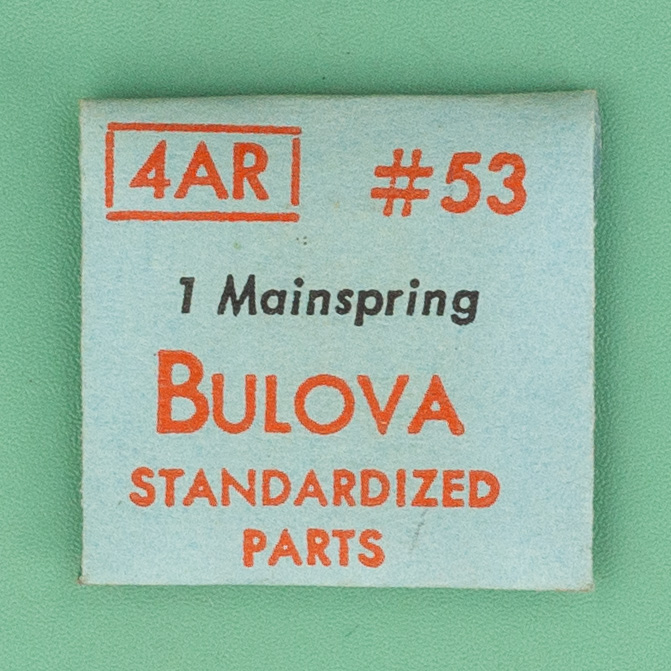 4AR #53
1 Mainspring
BULOVA
STANDARDIZED
PARTS